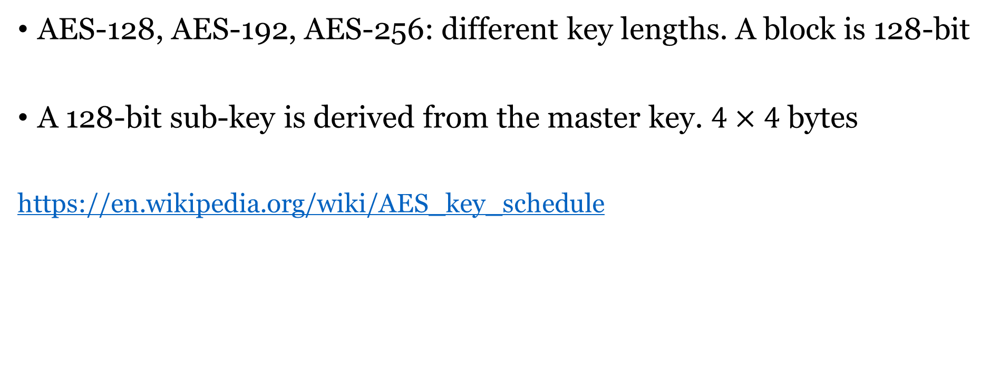 • AES-128, AES-192, AES-256: different key lengths. A block is 128-bit
• A 128-bit sub-key is derived from the master key. 4 × 4 bytes
https://en.wikipedia.org/wiki/AES_key_schedule